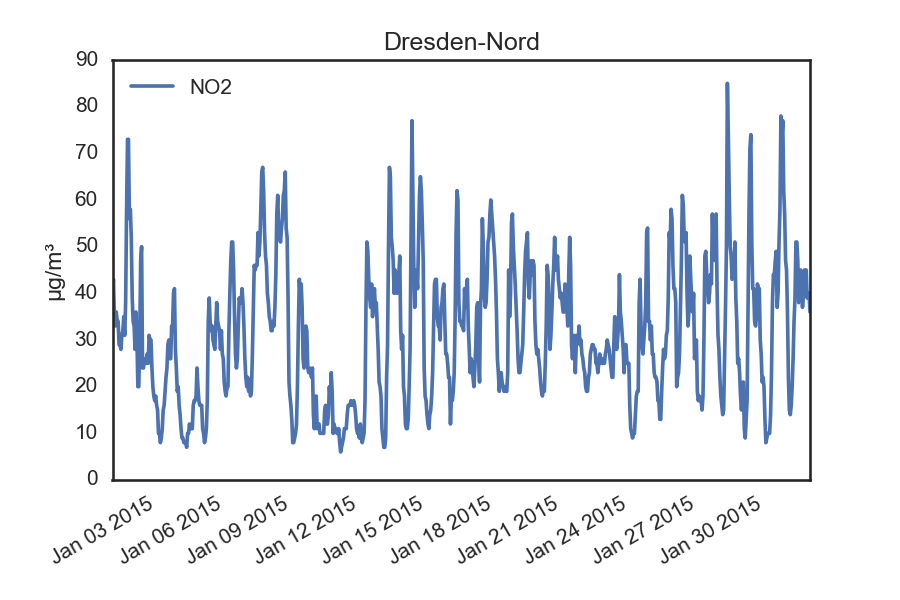 Dresden-Nord
NO2
µg/m³
90
80
70
60
50
40
30
20
10
0
Jan 03 2015
Jan 06 2015
Jan 09 2015
Jan 12 2015
Jan 15 2015
Jan 18 2015
Jan 21 2015
Jan 24 2015
Jan 27 2015
Jan 30 2015